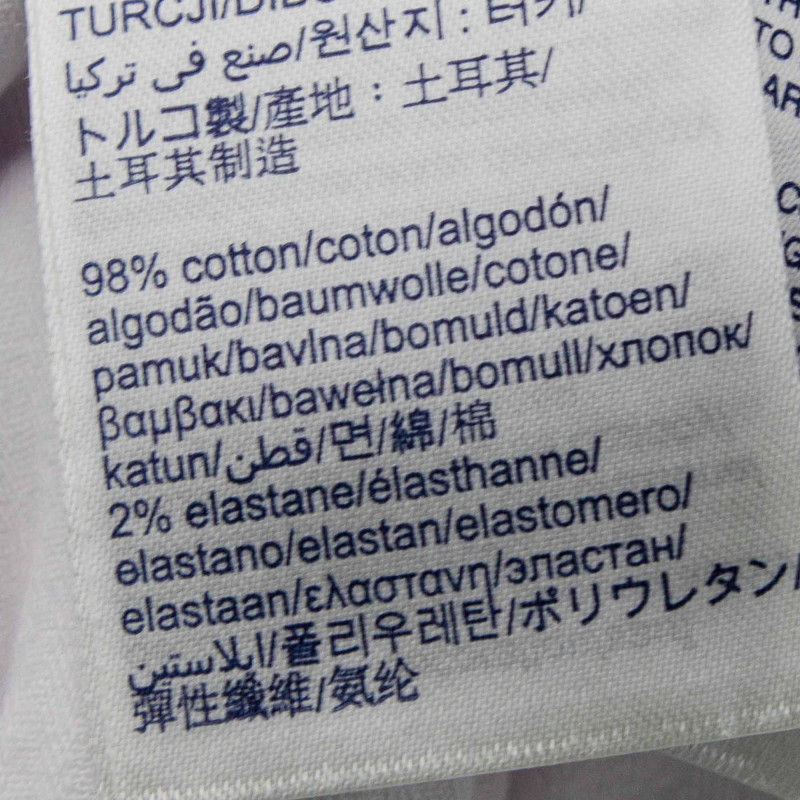 TURCJI/
صنع في تركيا/원산지 : 터키/
トルコ製/產地：土耳其/
土耳其制造
98% cotton/coton/algodón/
algodão/baumwolle/cotone/
pamuk/bavlna/bomuld/katoen/
βαμβακι/bawełna/bomull/хлопок/
katun/قطن/면/綿/棉
2% elastane/élasthanne/
elastano/elastan/elastomero/
elastaan/ελαστανη/эластан/
ايلاستين/폴리우레탄/ポリウレタン/
彈性纖維/氨纶
TO